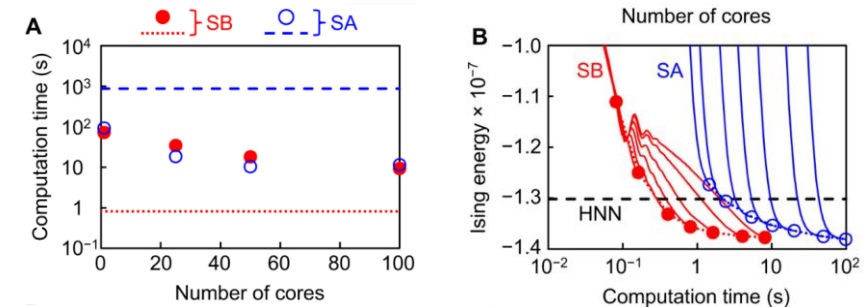 SB SA
A
Computation time (s)
10⁴
10³
10²
10
1
10⁻¹
0 20 40 60 80 100
Number of cores
Number of cores
B
Ising energy × 10⁻⁷
−1.0
−1.1
−1.2
−1.3
−1.4
SB SA
HNN
10⁻² 10⁻¹ 1 10 10²
Computation time (s)